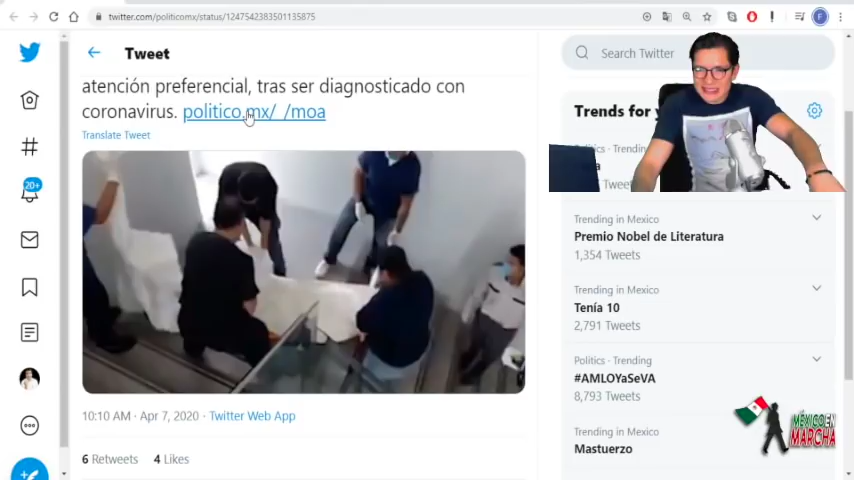 twitter.com/politicomx/status/1247542383501135875
Tweet
Search Twitter
atención preferencial, tras ser diagnosticado con
coronavirus. politico.mx/_/moa
Translate Tweet
Trends for
Trending in Mexico
Premio Nobel de Literatura
1,354 Tweets
Trending in Mexico
Tenía 10
2,791 Tweets
Politics · Trending
#AMLOYaSeVA
8,793 Tweets
Trending in Mexico
Mastuerzo
20+
10:10 AM · Apr 7, 2020 · Twitter Web App
6 Retweets 4 Likes
MÉXICO EN
MARCHA